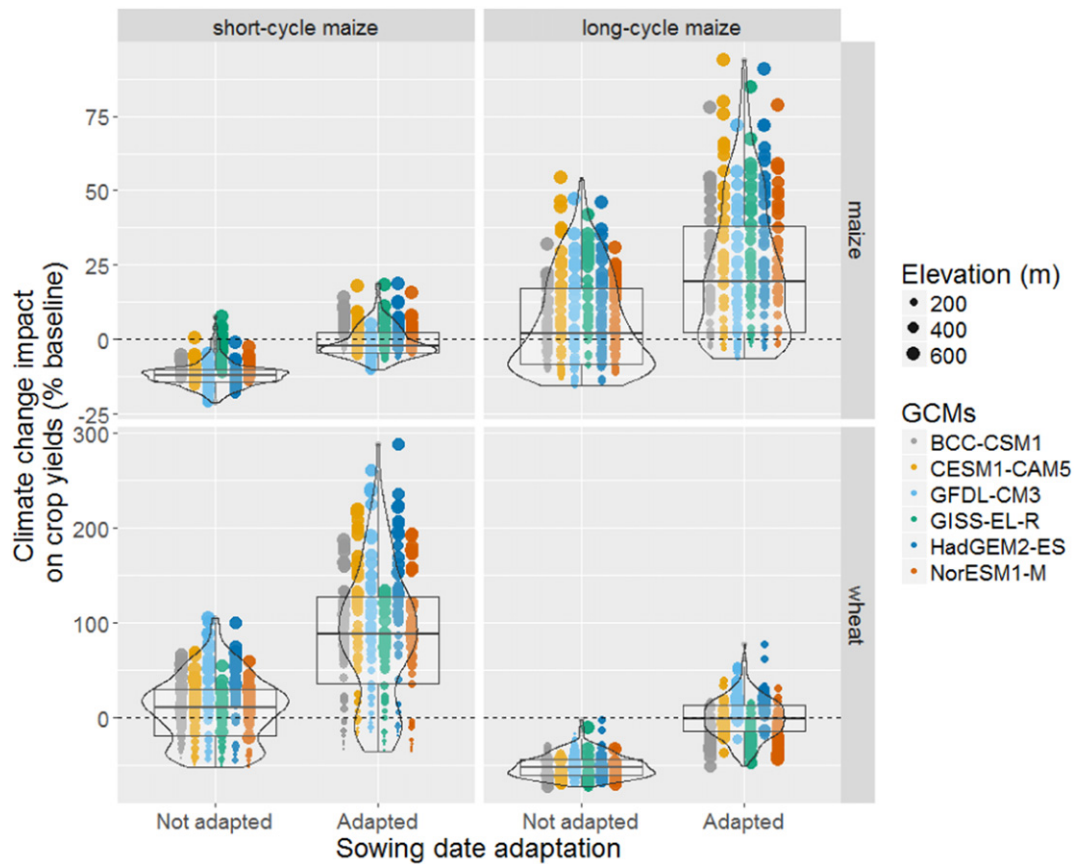 short-cycle maize
long-cycle maize
Climate change impact
on crop yields (% baseline)
75
50
25
0
-25
maize
300
200
100
0
wheat
Not adapted
Adapted
Not adapted
Adapted
Sowing date adaptation
Elevation (m)
200
400
600
GCMs
BCC-CSM1
CESM1-CAM5
GFDL-CM3
GISS-EL-R
HadGEM2-ES
NorESM1-M